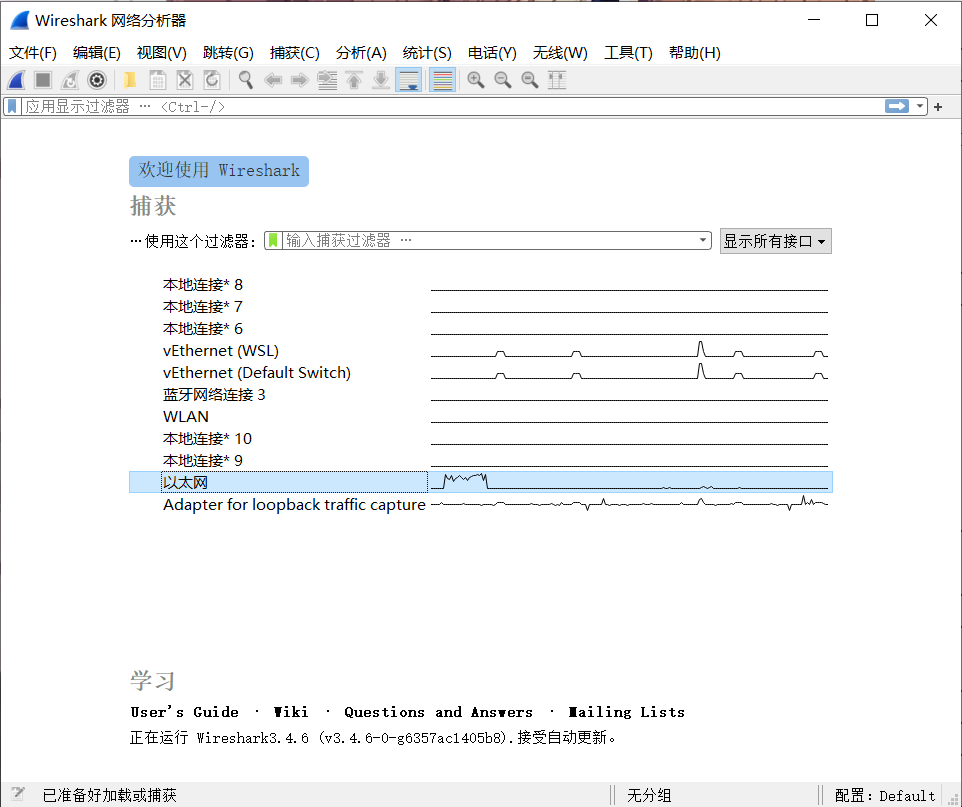 Wireshark 网络分析器
文件(F) 编辑(E) 视图(V) 跳转(G) 捕获(C) 分析(A) 统计(S) 电话(Y) 无线(W) 工具(T) 帮助(H)
应用显示过滤器 … <Ctrl-/>
欢迎使用 Wireshark
捕获
…使用这个过滤器: 输入捕获过滤器 … 显示所有接口
本地连接* 8
本地连接* 7
本地连接* 6
vEthernet (WSL)
vEthernet (Default Switch)
蓝牙网络连接 3
WLAN
本地连接* 10
本地连接* 9
以太网
Adapter for loopback traffic capture
学习
User's Guide · Wiki · Questions and Answers · Mailing Lists
正在运行 Wireshark3.4.6 (v3.4.6-0-g6357ac1405b8).接受自动更新。
已准备好加载或捕获 无分组 配置：Default